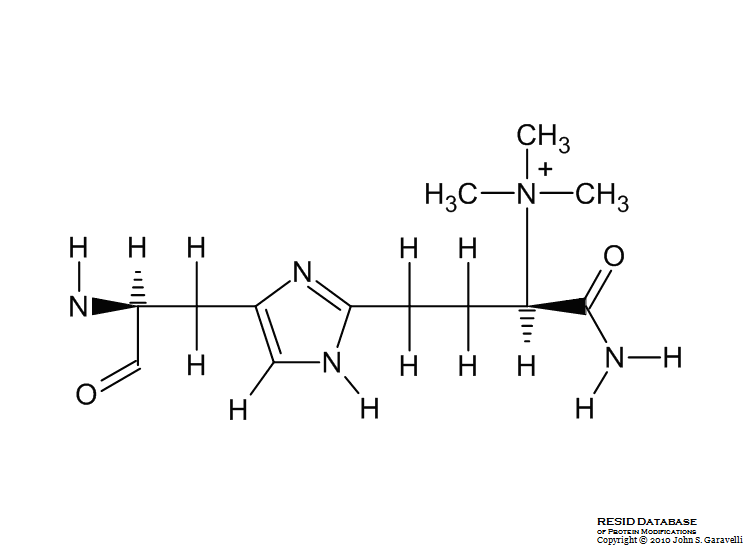 CH3
+
H3C N CH3
H H H H H
N N O
N H
O H H H H N H
H H H
RESID DATABASE
OF PROTEIN MODIFICATIONS
Copyright © 2010 John S. Garavelli